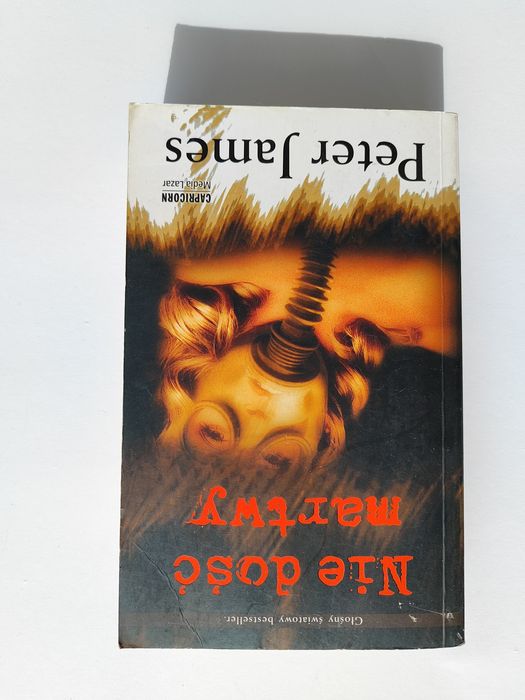 Głośny światowy bestseller.
Nie dość
martwy
CAPRICORN
Media Lazar
Peter James